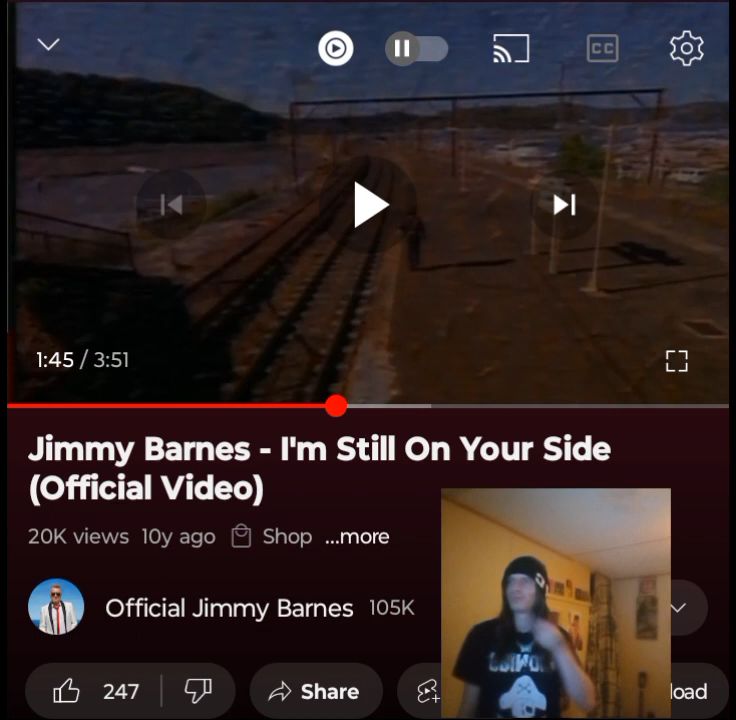 CC
1:45 / 3:51
Jimmy Barnes - I'm Still On Your Side
(Official Video)
20K views 10y ago Shop ...more
Official Jimmy Barnes 105K
247 Share load